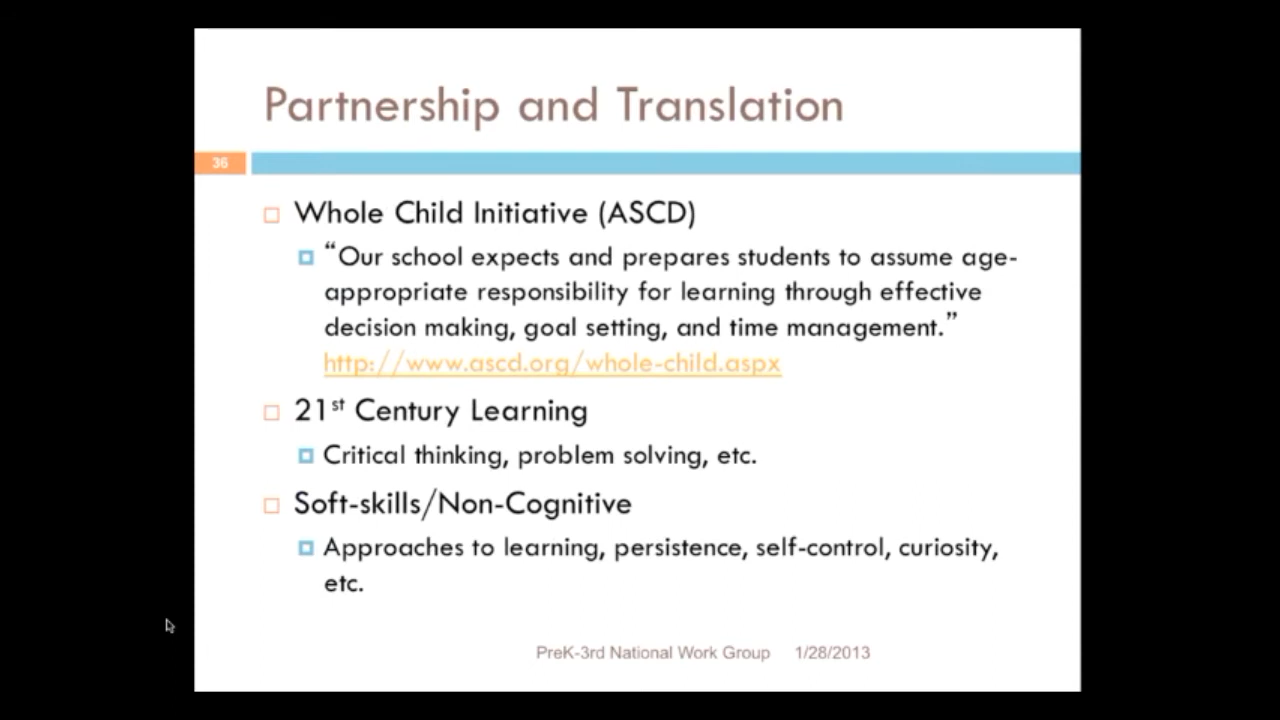 Partnership and Translation
36
Whole Child Initiative (ASCD)
“Our school expects and prepares students to assume age-
appropriate responsibility for learning through effective
decision making, goal setting, and time management.”
http://www.ascd.org/whole-child.aspx
21st Century Learning
Critical thinking, problem solving, etc.
Soft-skills/Non-Cognitive
Approaches to learning, persistence, self-control, curiosity,
etc.
PreK-3rd National Work Group 1/28/2013